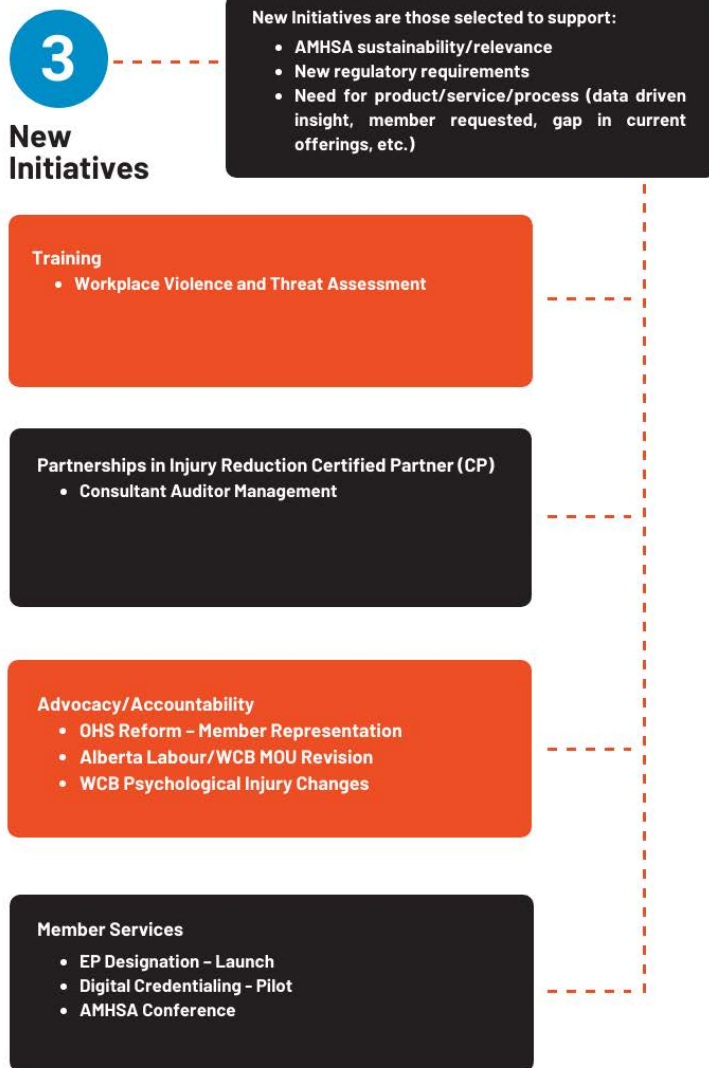 3
New
Initiatives
New Initiatives are those selected to support:
• AMHSA sustainability/relevance
• New regulatory requirements
• Need for product/service/process (data driven
insight, member requested, gap in current
offerings, etc.)
Training
• Workplace Violence and Threat Assessment
Partnerships in Injury Reduction Certified Partner (CP)
• Consultant Auditor Management
Advocacy/Accountability
• OHS Reform – Member Representation
• Alberta Labour/WCB MOU Revision
• WCB Psychological Injury Changes
Member Services
• EP Designation – Launch
• Digital Credentialing - Pilot
• AMHSA Conference